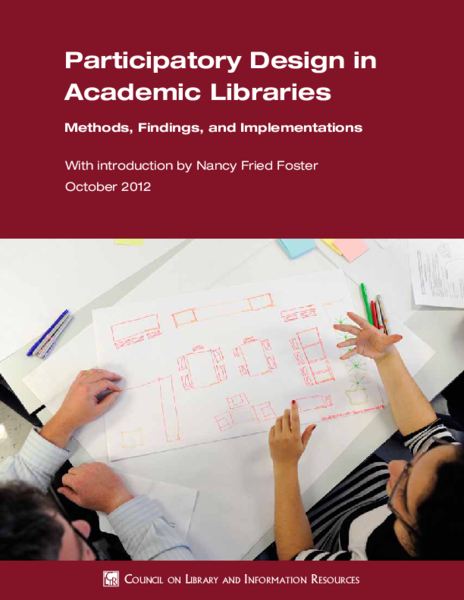 Participatory Design in
Academic Libraries
Methods, Findings, and Implementations
With introduction by Nancy Fried Foster
October 2012
Council on Library and Information Resources